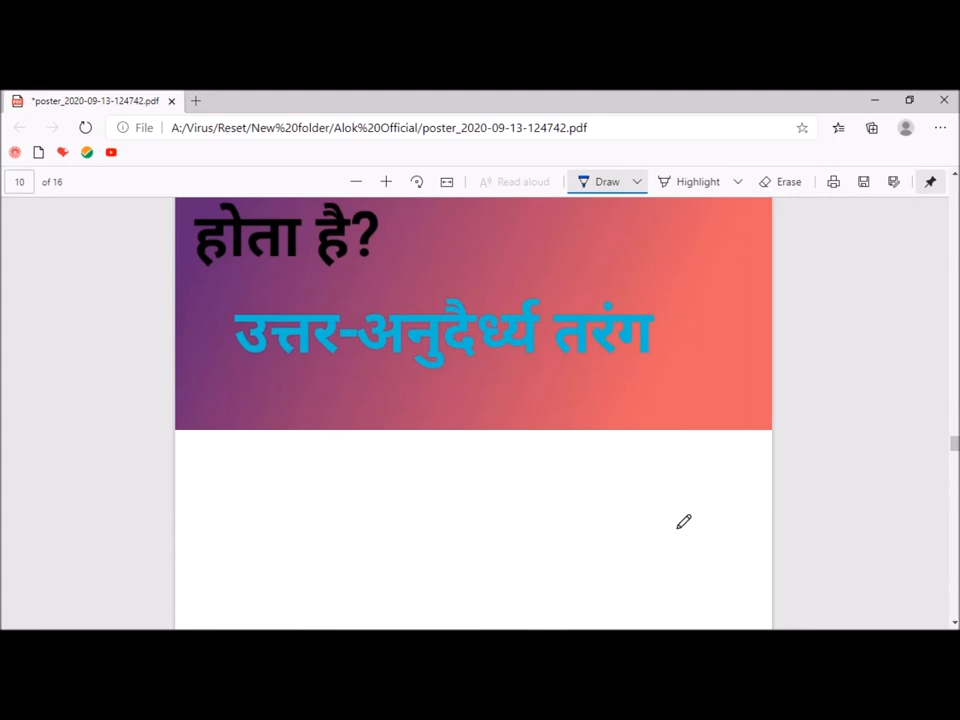 *poster_2020-09-13-124742.pdf
File A:/Virus/Reset/New%20folder/Alok%20Official/poster_2020-09-13-124742.pdf
10 of 16 Read aloud Draw Highlight Erase
होता है?
उत्तर-अनुदैर्ध्य तरंग